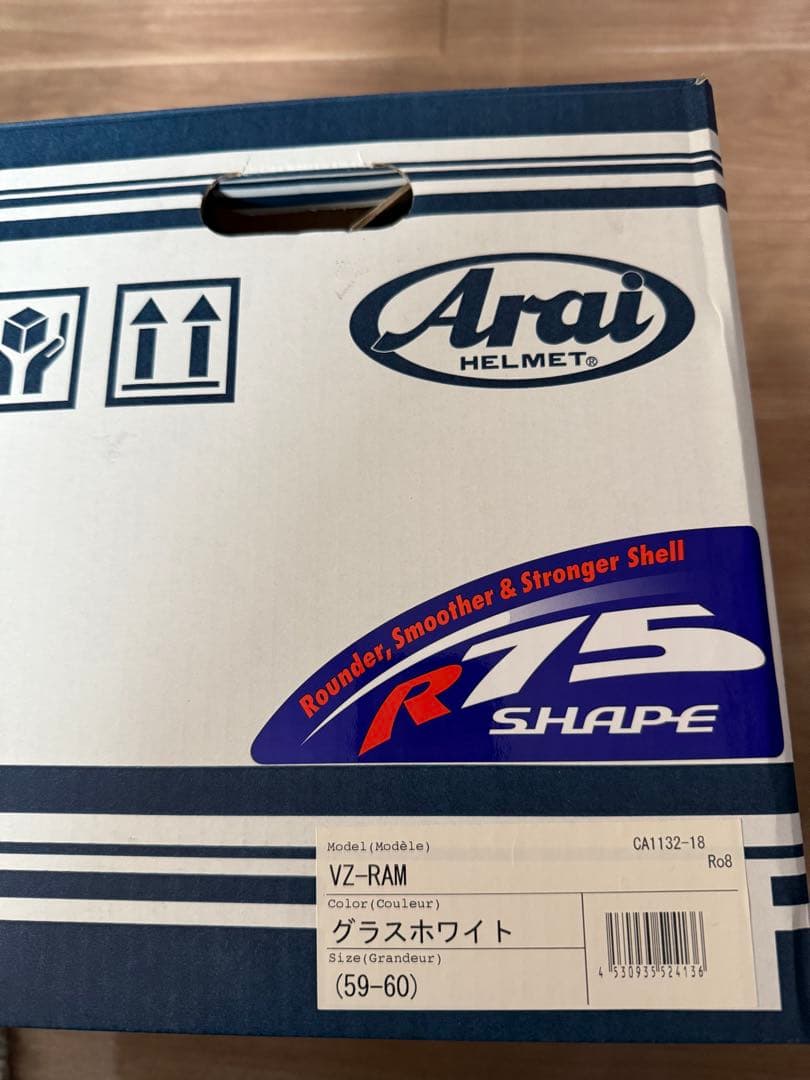 Arai
HELMET®
Rounder, Smoother & Stronger Shell
R75
SHAPE
Model(Modèle)
CA1132-18
VZ-RAM
Ro8
Color(Couleur)
グラスホワイト
Size(Grandeur)
(59-60)
4 530935 524136